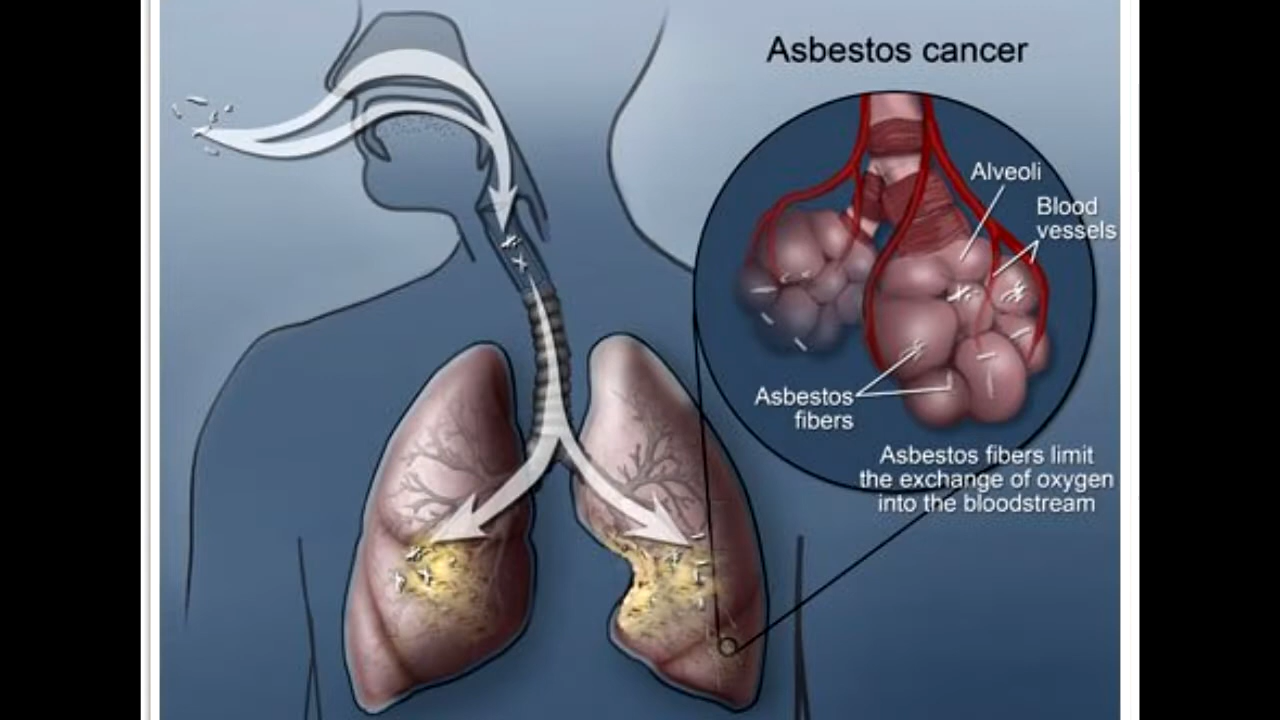 Asbestos cancer
Alveoli
Blood
vessels
Asbestos
fibers
Asbestos fibers limit
the exchange of oxygen
into the bloodstream